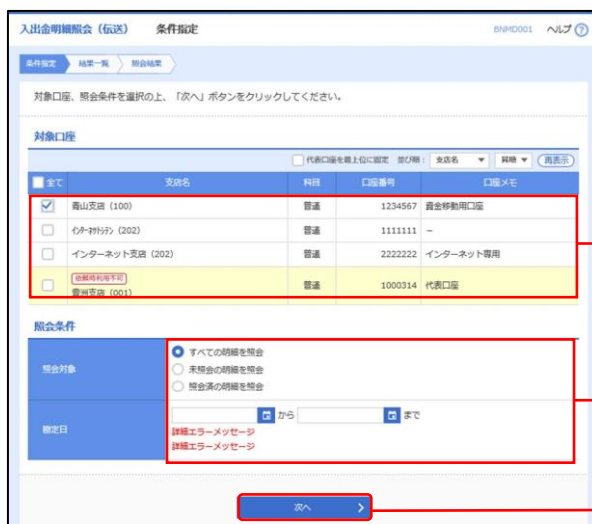 入出金明細照会（伝送） 条件指定 BNMD001 ヘルプ ?
条件指定 結果一覧 照会結果
対象口座、照会条件を選択の上、「次へ」ボタンをクリックしてください。
対象口座
代表口座を最上位に固定 並び順： 支店名 ▼ 昇順 ▼ 再表示
全て 支店名 科目 口座番号 口座メモ
青山支店（100） 普通 1234567 資金移動用口座
ｲﾝﾀｰﾈｯﾄｼﾃﾝ（202） 普通 1111111 －
インターネット支店（202） 普通 2222222 インターネット専用
依頼時利用不可
豊洲支店（001） 普通 1000314 代表口座
照会条件
照会対象
すべての明細を照会
未照会の明細を照会
照会済の明細を照会
勘定日 から まで
詳細エラーメッセージ
詳細エラーメッセージ
次へ